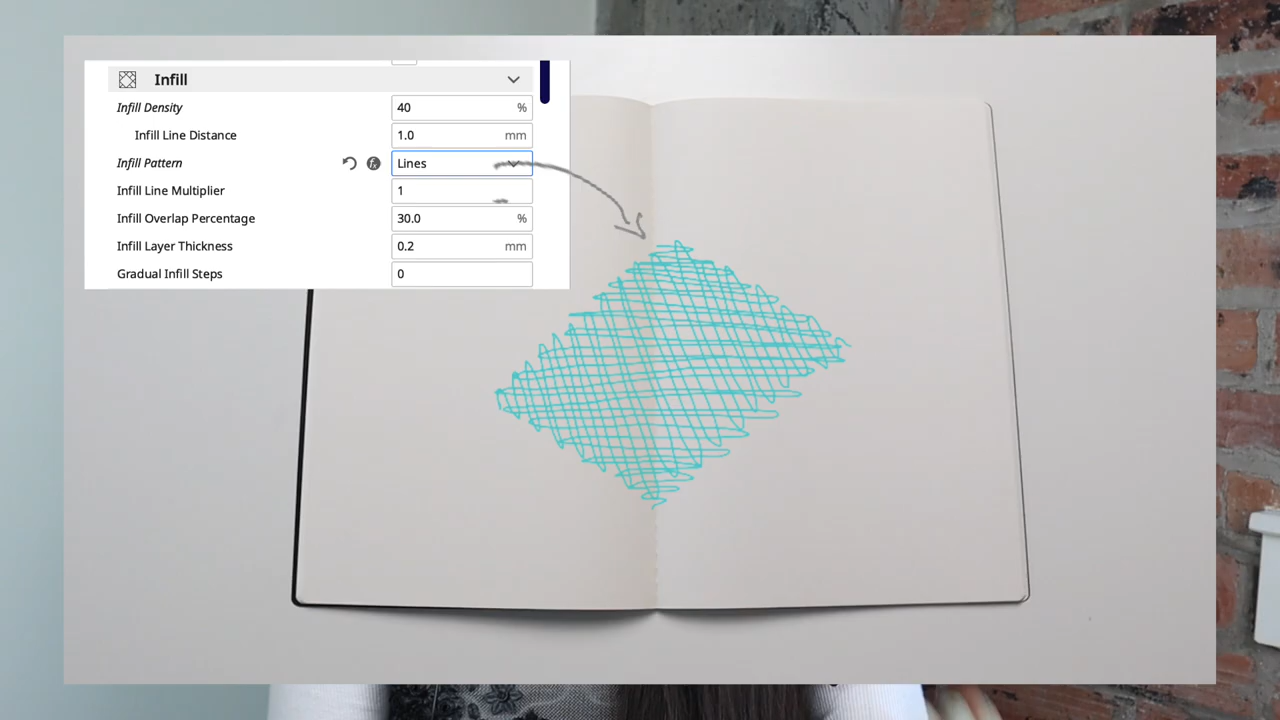 Infill
Infill Density 40 %
Infill Line Distance 1.0 mm
Infill Pattern Lines
Infill Line Multiplier 1
Infill Overlap Percentage 30.0 %
Infill Layer Thickness 0.2 mm
Gradual Infill Steps 0